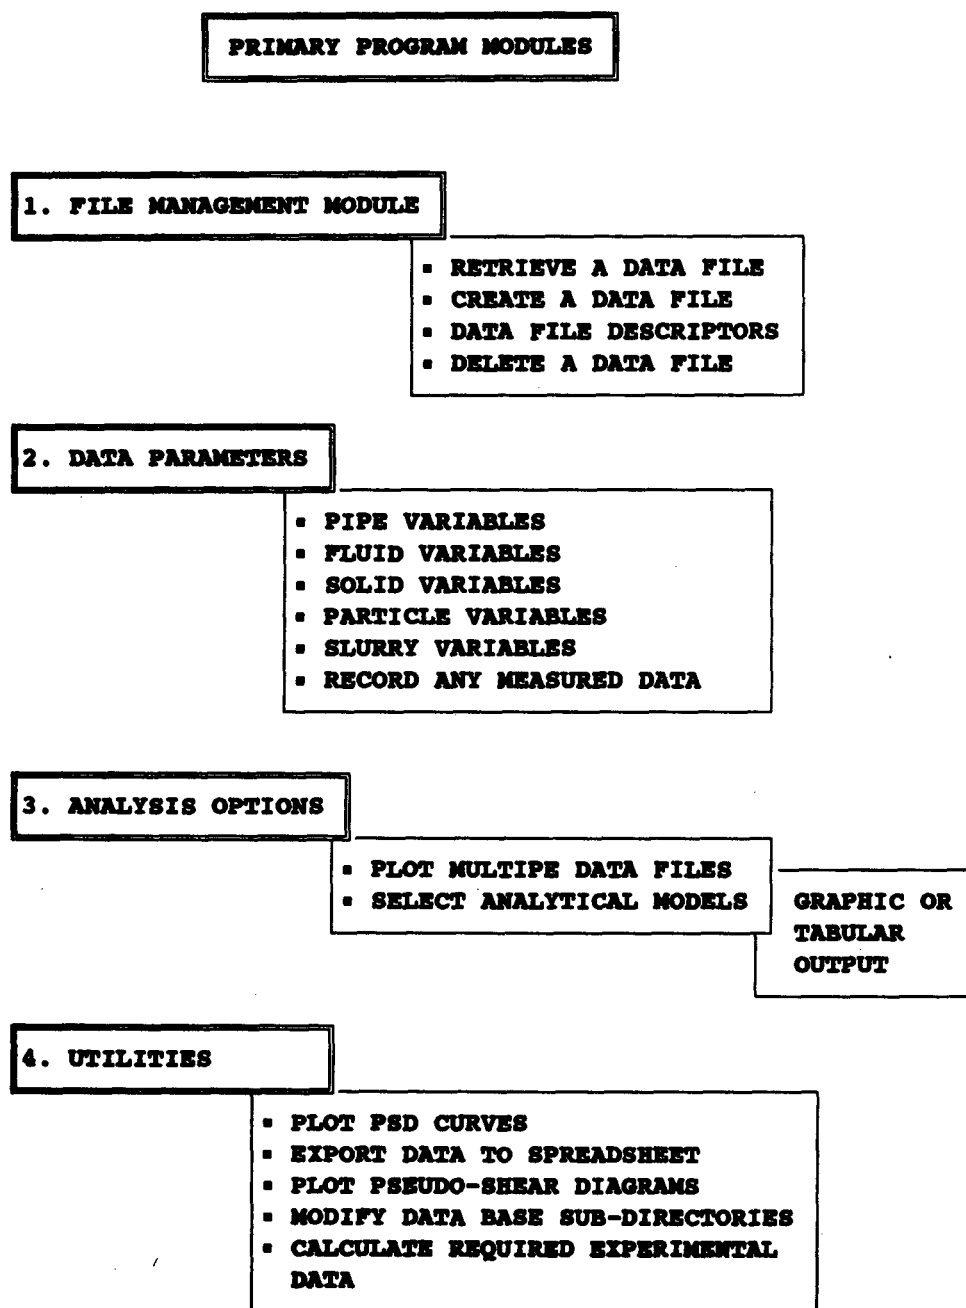 PRIMARY PROGRAM MODULES
1. FILE MANAGEMENT MODULE
▪ RETRIEVE A DATA FILE
▪ CREATE A DATA FILE
▪ DATA FILE DESCRIPTORS
▪ DELETE A DATA FILE
2. DATA PARAMETERS
▪ PIPE VARIABLES
▪ FLUID VARIABLES
▪ SOLID VARIABLES
▪ PARTICLE VARIABLES
▪ SLURRY VARIABLES
▪ RECORD ANY MEASURED DATA
3. ANALYSIS OPTIONS
▪ PLOT MULTIPE DATA FILES
▪ SELECT ANALYTICAL MODELS
GRAPHIC OR
TABULAR
OUTPUT
4. UTILITIES
▪ PLOT PSD CURVES
▪ EXPORT DATA TO SPREADSHEET
▪ PLOT PSEUDO-SHEAR DIAGRAMS
▪ MODIFY DATA BASE SUB-DIRECTORIES
▪ CALCULATE REQUIRED EXPERIMENTAL
DATA